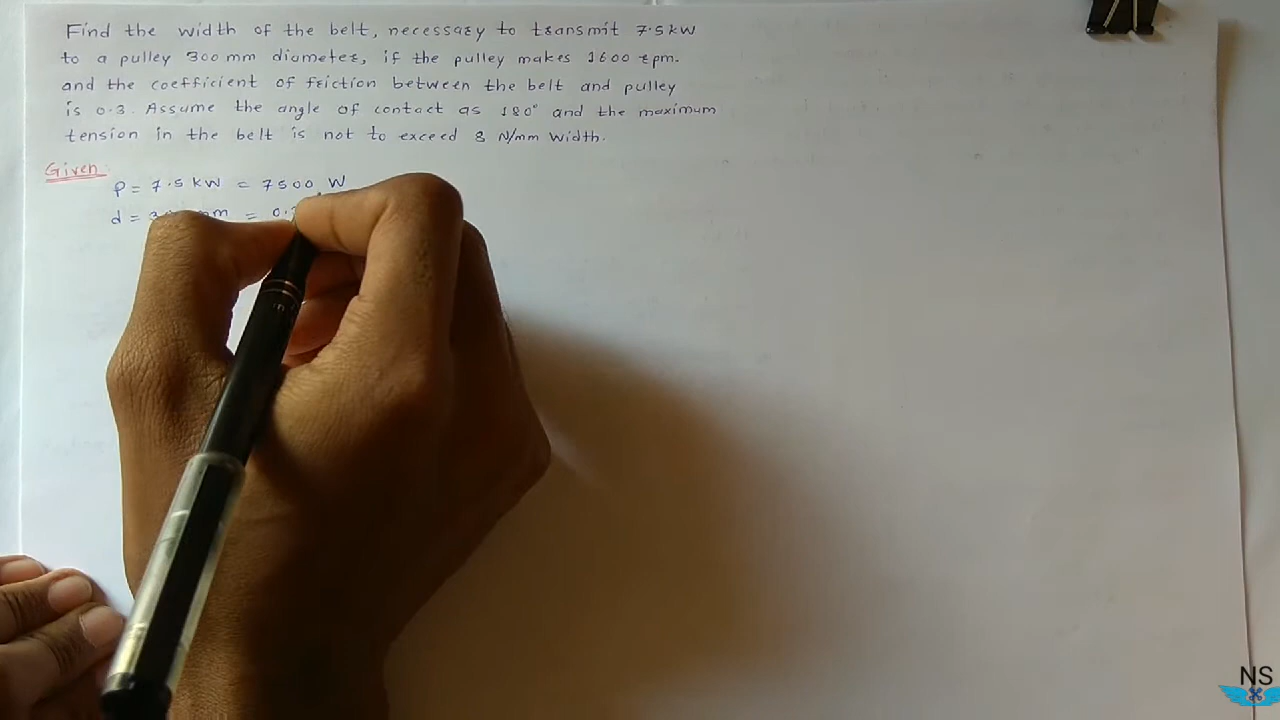 Find the width of the belt, necessary to transmit 7.5 kW
to a pulley 300 mm diameter, if the pulley makes 1600 rpm.
and the coefficient of friction between the belt and pulley
is 0.3. Assume the angle of contact as 180° and the maximum
tension in the belt is not to exceed 8 N/mm width.
Given
P = 7.5 kW = 7500 W
d = mm = 0.
NS